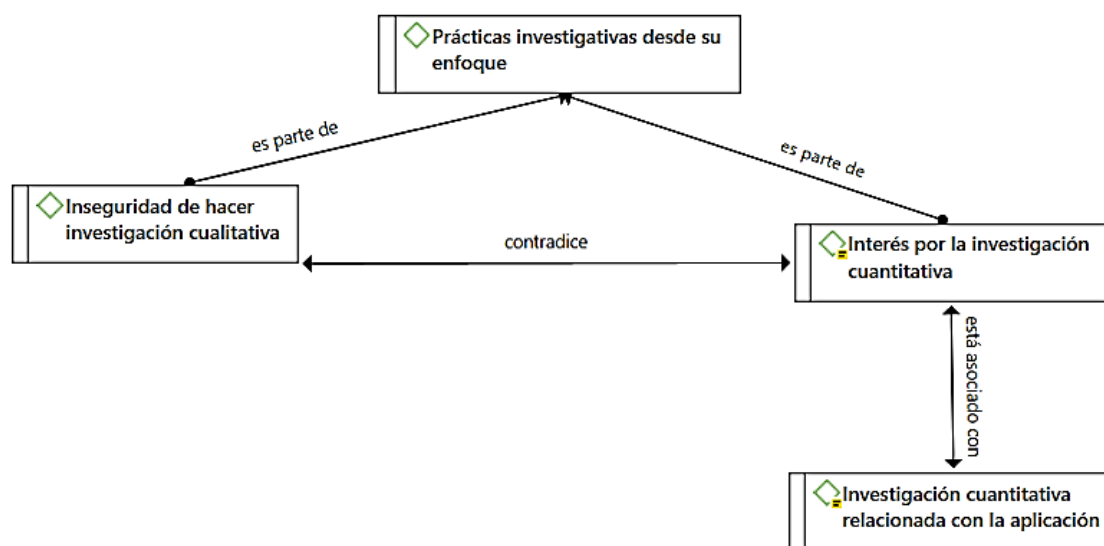 Prácticas investigativas desde su
enfoque
es parte de
es parte de
Inseguridad de hacer
investigación cualitativa
contradice
Interés por la investigación
cuantitativa
está asociado con
Investigación cuantitativa
relacionada con la aplicación